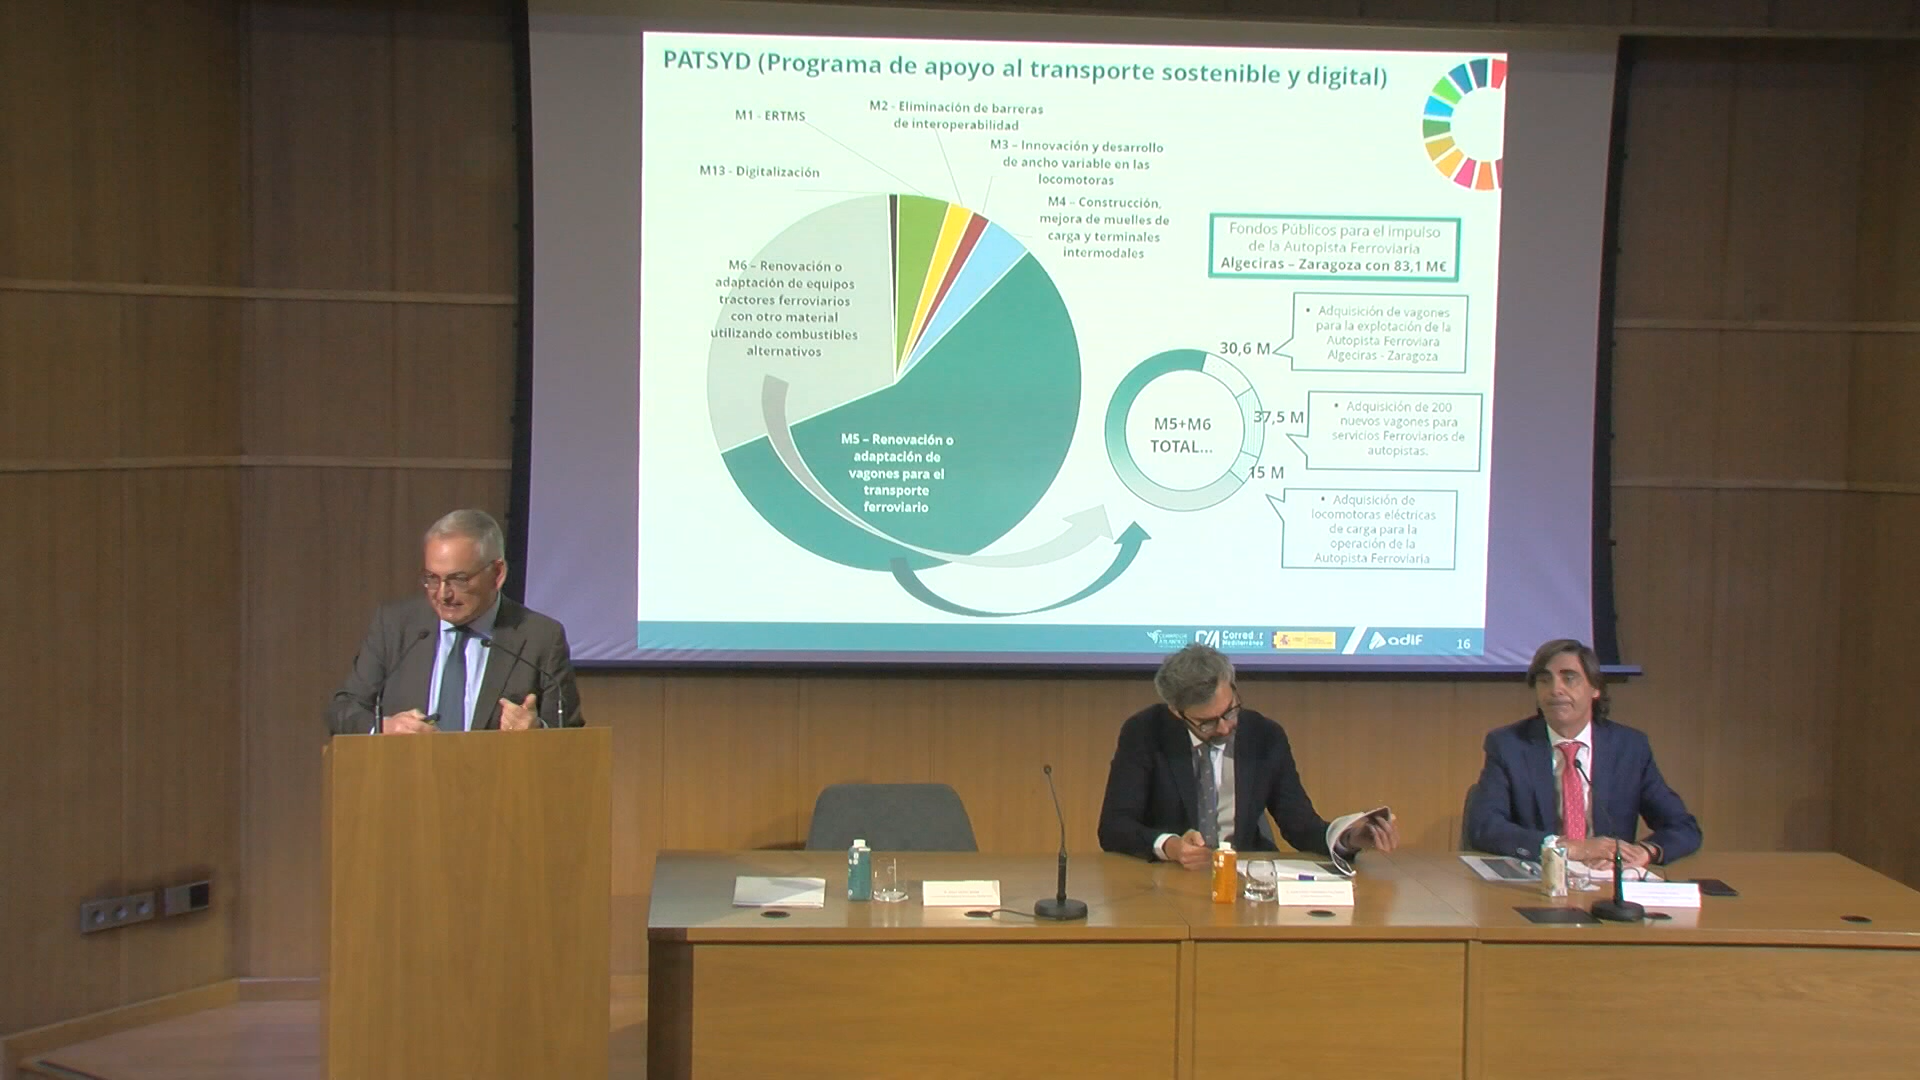 PATSYD (Programa de apoyo al transporte sostenible y digital)
M1 - ERTMS
M2 - Eliminación de barreras
de interoperabilidad
M3 – Innovación y desarrollo
de ancho variable en las
locomotoras
M13 - Digitalización
M4 – Construcción,
mejora de muelles de
carga y terminales
intermodales
M6 – Renovación o
adaptación de equipos
tractores ferroviarios
con otro material
utilizando combustibles
alternativos
M5 – Renovación o
adaptación de
vagones para el
transporte
ferroviario
Fondos Públicos para el impulso
de la Autopista Ferroviaria
Algeciras – Zaragoza con 83,1 M€
30,6 M
• Adquisición de vagones
para la explotación de la
Autopista Ferroviara
Algeciras - Zaragoza
M5+M6
TOTAL...
37,5 M
• Adquisición de 200
nuevos vagones para
servicios Ferroviarios de
autopistas.
15 M
• Adquisición de
locomotoras eléctricas
de carga para la
operación de la
Autopista Ferroviaria
Corredor
Mediterráneo
adif
16